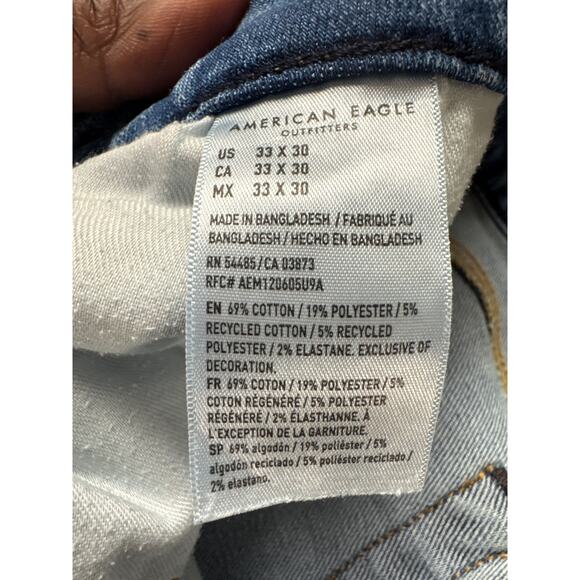 AMERICAN EAGLE
OUTFITTERS
US 33 X 30
CA 33 X 30
MX 33 X 30
MADE IN BANGLADESH / FABRIQUÉ AU
BANGLADESH / HECHO EN BANGLADESH
RN 54485/CA 03873
RFC# AEM120605U9A
EN 69% COTTON / 19% POLYESTER / 5%
RECYCLED COTTON / 5% RECYCLED
POLYESTER / 2% ELASTANE. EXCLUSIVE OF
DECORATION.
FR 69% COTON / 19% POLYESTER / 5%
COTON RÉGÉNÉRÉ / 5% POLYESTER
RÉGÉNÉRÉ / 2% ÉLASTHANNE. À
L'EXCEPTION DE LA GARNITURE.
SP 69% algodón / 19% poliéster / 5%
algodón reciclado / 5% poliéster reciclado /
2% elastano.